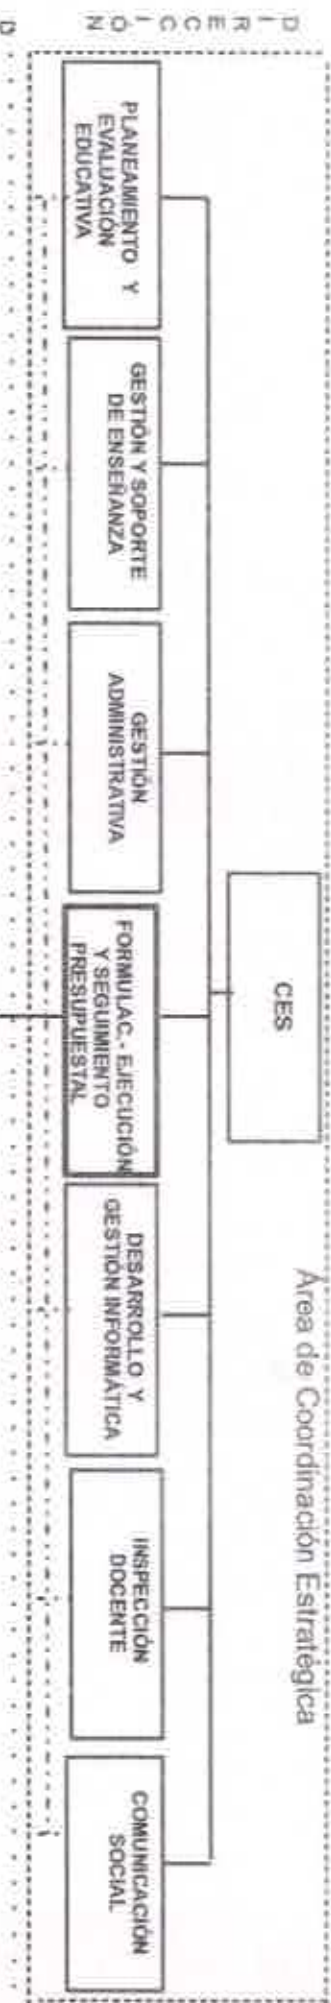 DIRECCION
Área de Coordinación Estratégica
CES
PLANEAMIENTO Y
EVALUACIÓN
EDUCATIVA
GESTIÓN Y SOPORTE
DE ENSEÑANZA
GESTIÓN
ADMINISTRATIVA
FORMULAC.- EJECUCIÓN
Y SEGUIMIENTO
PRESUPUESTAL
DESARROLLO Y
GESTIÓN INFORMÁTICA
INSPECCIÓN
DOCENTE
COMUNICACIÓN
SOCIAL
D